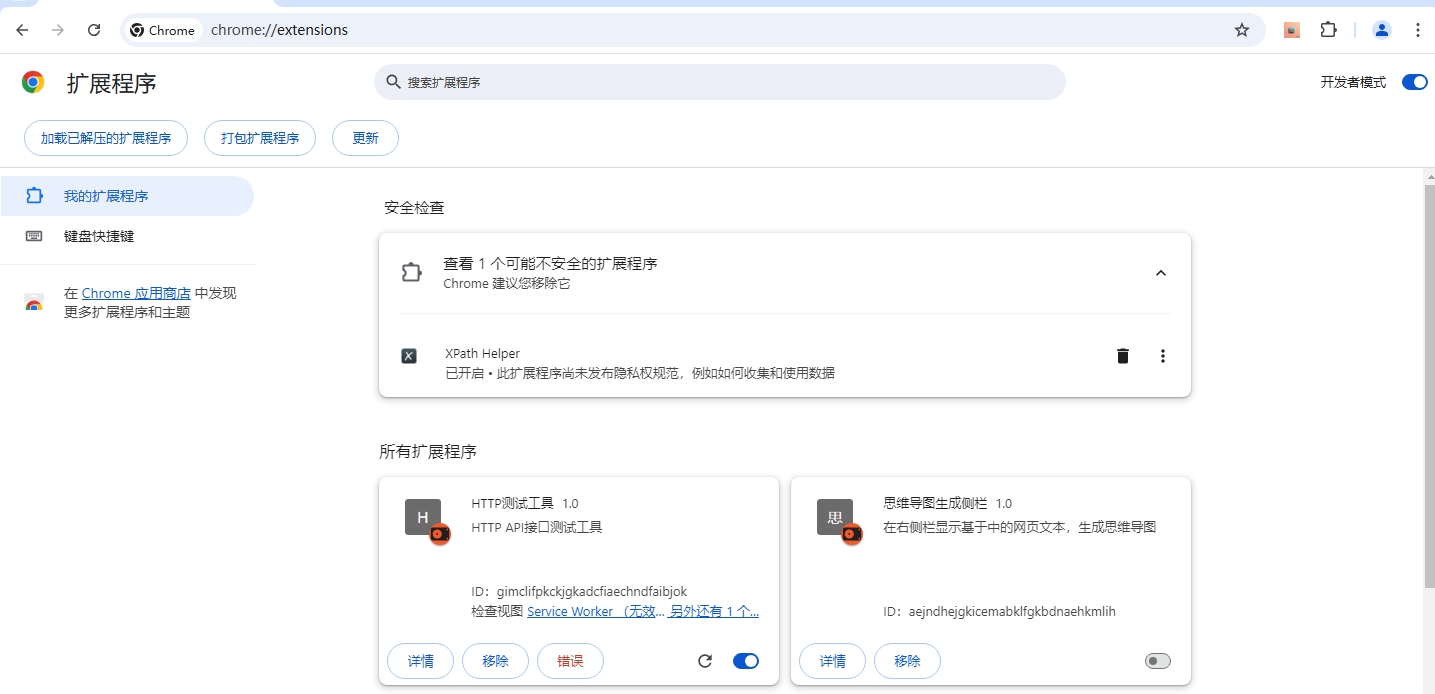 Chrome
chrome://extensions
扩展程序
搜索扩展程序
开发者模式
加载已解压的扩展程序
打包扩展程序
更新
我的扩展程序
键盘快捷键
在 Chrome 应用商店 中发现
更多扩展程序和主题
安全检查
查看 1 个可能不安全的扩展程序
Chrome 建议您移除它
XPath Helper
已开启 • 此扩展程序尚未发布隐私权规范，例如如何收集和使用数据
所有扩展程序
H
HTTP测试工具 1.0
HTTP API接口测试工具
ID：gimclifpkckjgkadcfiaechndfaibjok
检查视图 Service Worker （无效... 另外还有 1 个...
详情
移除
错误
思
思维导图生成侧栏 1.0
在右侧栏显示基于中的网页文本，生成思维导图
ID：aejndhejgkicemabklfgkbdnaehkmlih
详情
移除